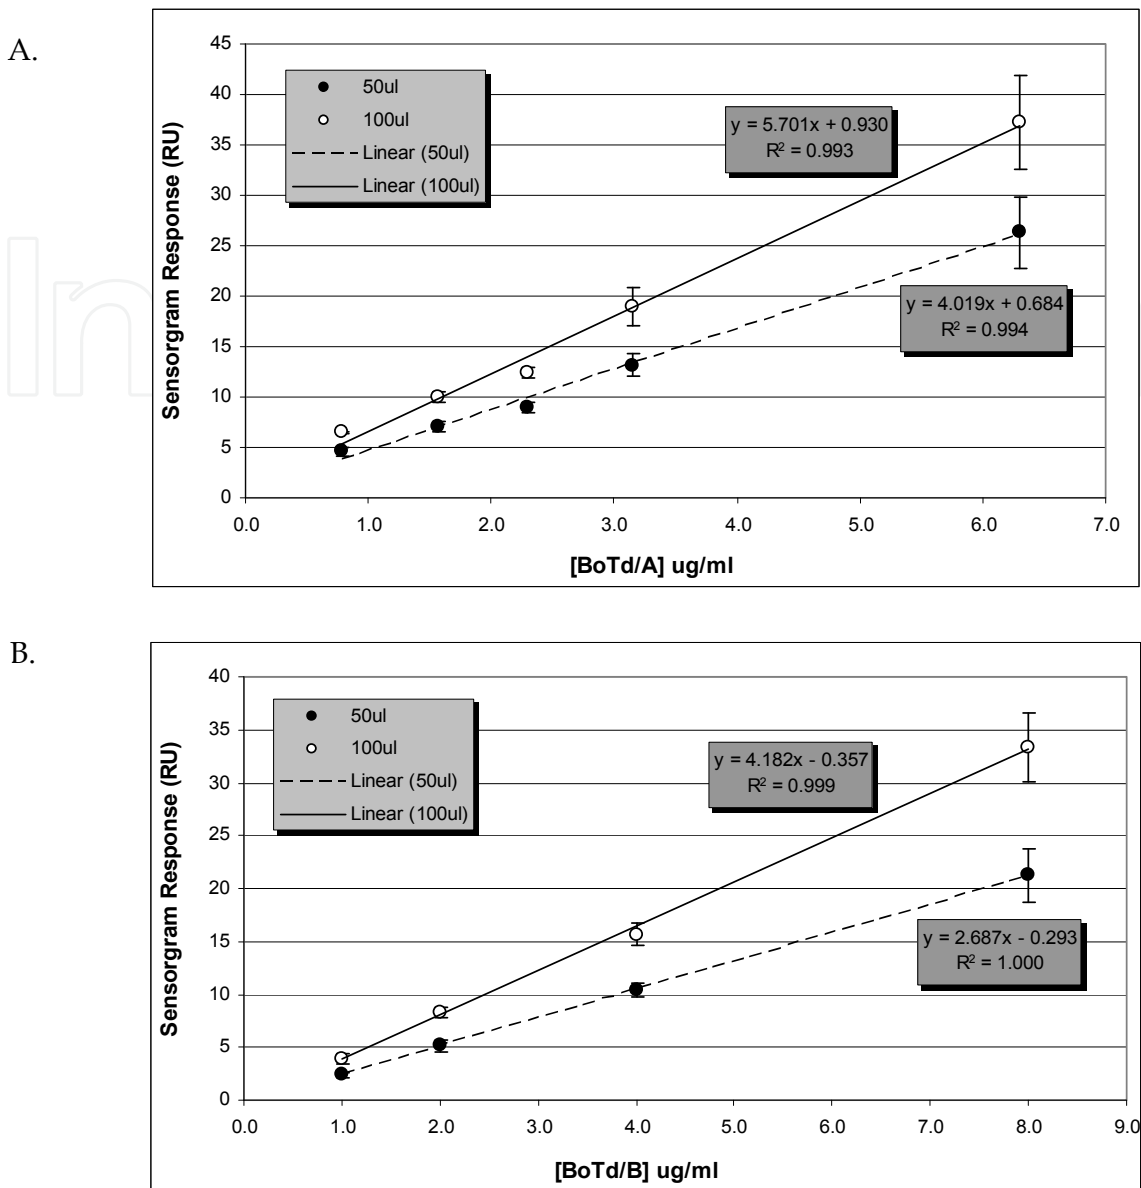 A.
45
40
35
30
25
20
15
10
5
0
Sensorgram Response (RU)
50ul
100ul
Linear (50ul)
Linear (100ul)
y = 5.701x + 0.930
R² = 0.993
y = 4.019x + 0.684
R² = 0.994
0.0 1.0 2.0 3.0 4.0 5.0 6.0 7.0
[BoTd/A] ug/ml
In
B.
40
35
30
25
20
15
10
5
0
Sensorgram Response (RU)
50ul
100ul
Linear (50ul)
Linear (100ul)
y = 4.182x - 0.357
R² = 0.999
y = 2.687x - 0.293
R² = 1.000
0.0 1.0 2.0 3.0 4.0 5.0 6.0 7.0 8.0 9.0
[BoTd/B] ug/ml